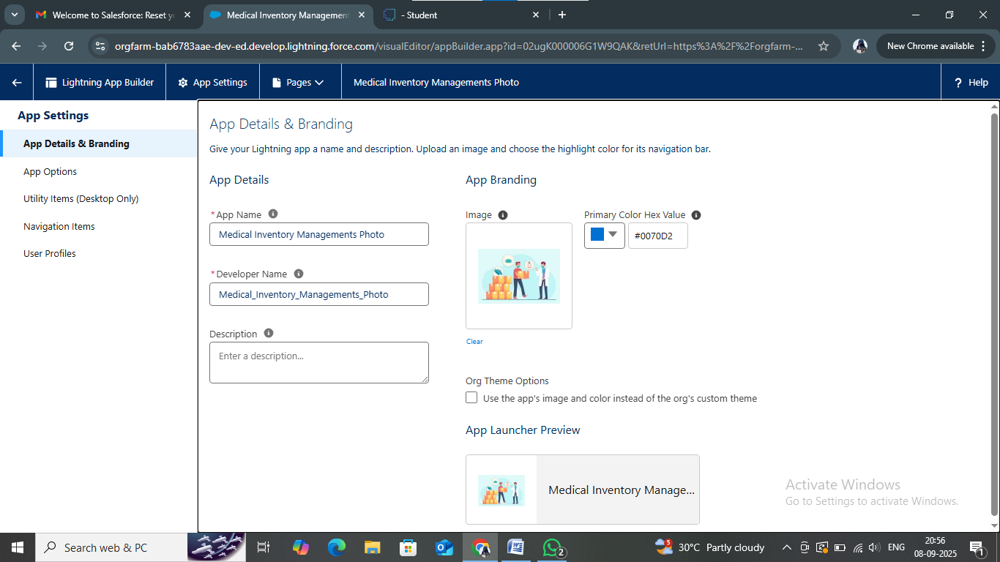 Welcome to Salesforce: Reset yo
Medical Inventory Management
- Student
orgfarm-bab6783aae-dev-ed.develop.lightning.force.com/visualEditor/appBuilder.app?id=02ugK000006G1W9QAK&retUrl=https%3A%2F%2Forgfarm-...
New Chrome available
Lightning App Builder
App Settings
Pages
Medical Inventory Managements Photo
? Help
App Settings
App Details & Branding
App Options
Utility Items (Desktop Only)
Navigation Items
User Profiles
App Details & Branding
Give your Lightning app a name and description. Upload an image and choose the highlight color for its navigation bar.
App Details
*App Name
Medical Inventory Managements Photo
*Developer Name
Medical_Inventory_Managements_Photo
Description
Enter a description...
App Branding
Image
Clear
Primary Color Hex Value
#0070D2
Org Theme Options
Use the app's image and color instead of the org's custom theme
App Launcher Preview
Medical Inventory Manage...
Activate Windows
Go to Settings to activate Windows.
Search web & PC
2
5
30°C Partly cloudy
ENG
20:56
08-09-2025
1